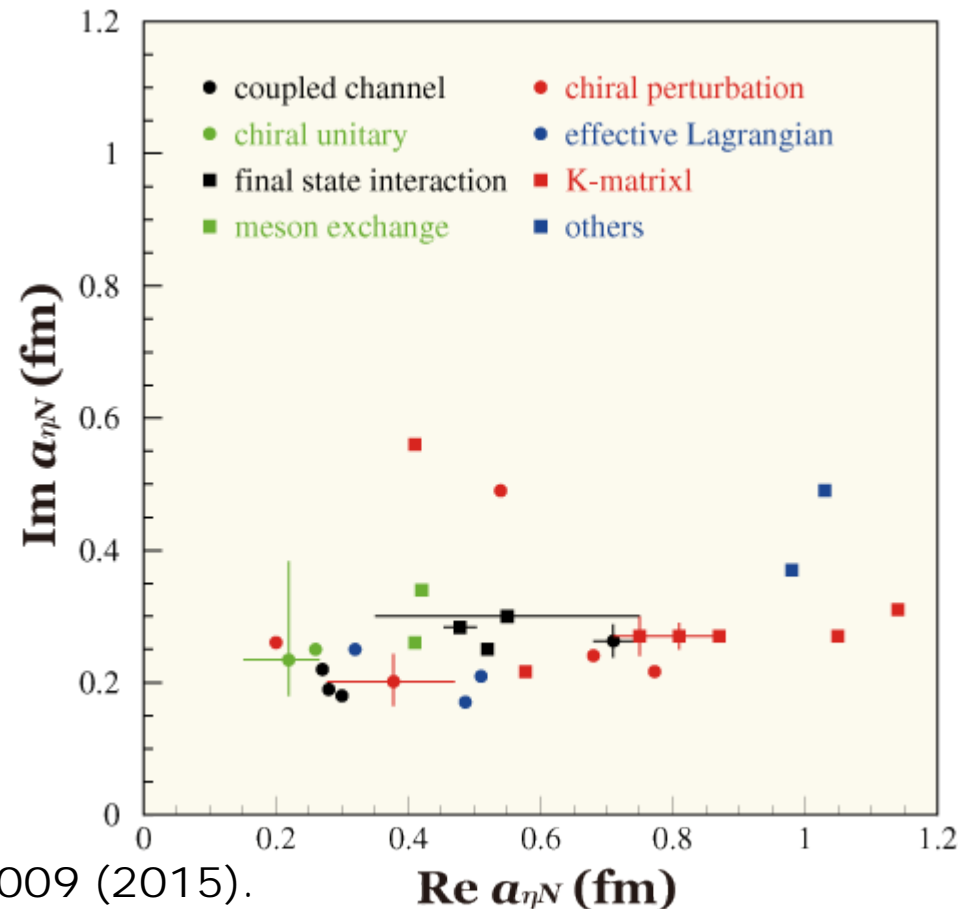 1.2
1
0.8
0.6
0.4
0.2
0
Im aηN (fm)
coupled channel
chiral unitary
final state interaction
meson exchange
chiral perturbation
effective Lagrangian
K-matrixl
others
0 0.2 0.4 0.6 0.8 1 1.2
009 (2015).
Re aηN (fm)